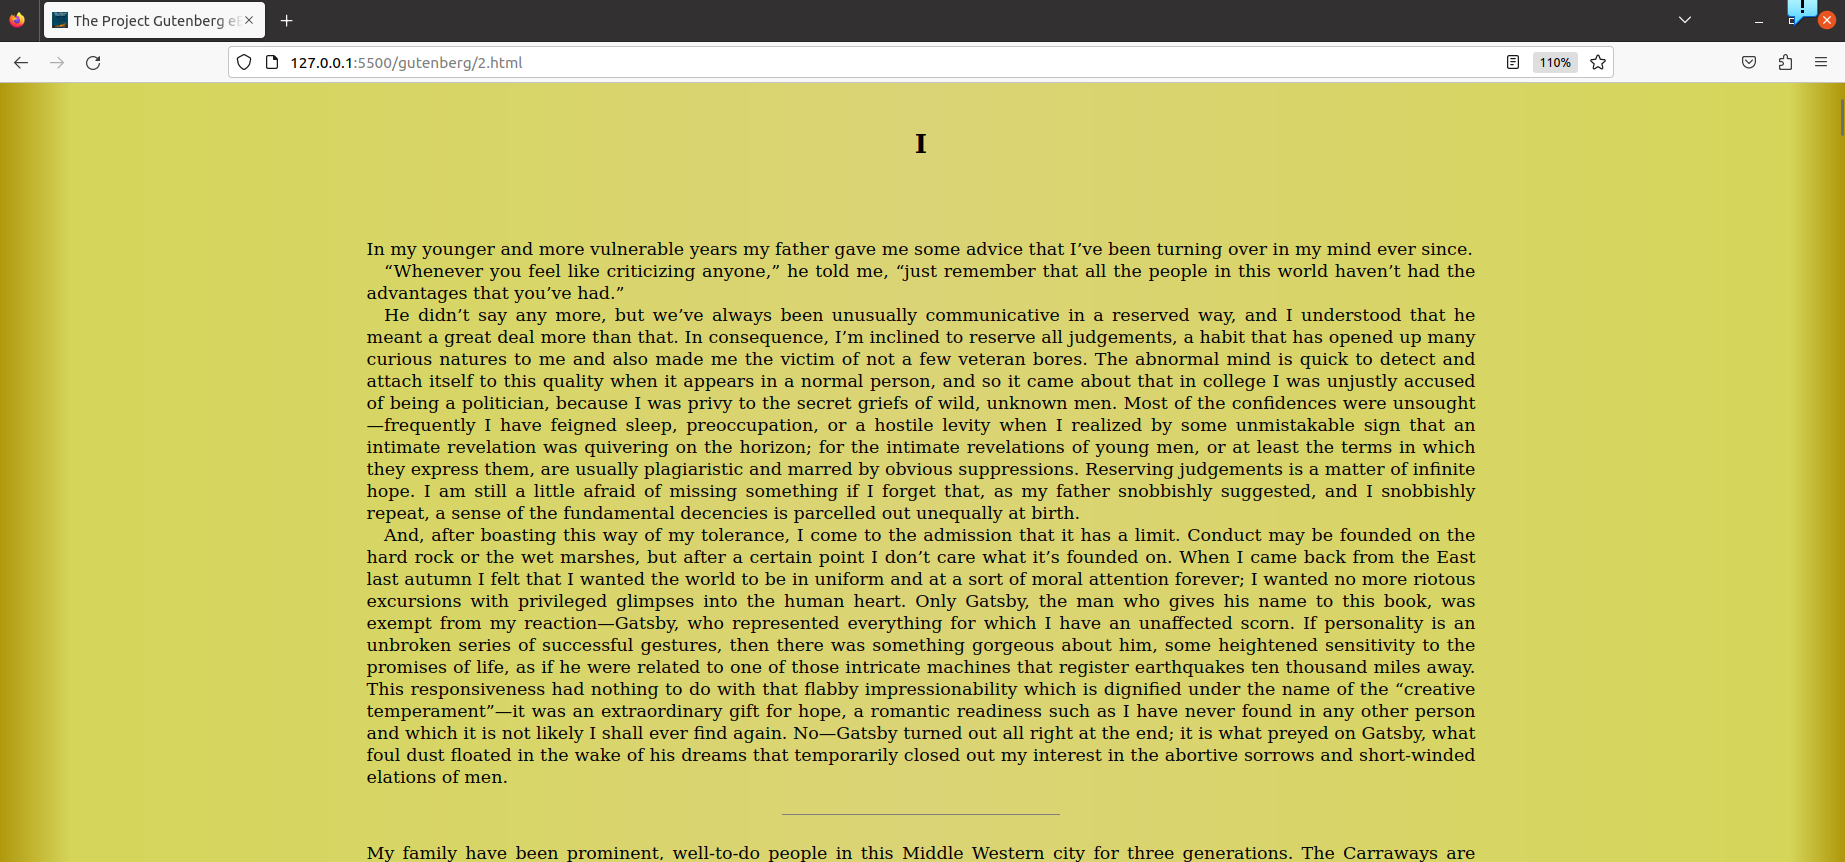 The Project Gutenberg e
127.0.0.1:5500/gutenberg/2.html
110%
I
In my younger and more vulnerable years my father gave me some advice that I’ve been turning over in my mind ever since.
“Whenever you feel like criticizing anyone,” he told me, “just remember that all the people in this world haven’t had the
advantages that you’ve had.”
He didn’t say any more, but we’ve always been unusually communicative in a reserved way, and I understood that he
meant a great deal more than that. In consequence, I’m inclined to reserve all judgements, a habit that has opened up many
curious natures to me and also made me the victim of not a few veteran bores. The abnormal mind is quick to detect and
attach itself to this quality when it appears in a normal person, and so it came about that in college I was unjustly accused
of being a politician, because I was privy to the secret griefs of wild, unknown men. Most of the confidences were unsought
—frequently I have feigned sleep, preoccupation, or a hostile levity when I realized by some unmistakable sign that an
intimate revelation was quivering on the horizon; for the intimate revelations of young men, or at least the terms in which
they express them, are usually plagiaristic and marred by obvious suppressions. Reserving judgements is a matter of infinite
hope. I am still a little afraid of missing something if I forget that, as my father snobbishly suggested, and I snobbishly
repeat, a sense of the fundamental decencies is parcelled out unequally at birth.
And, after boasting this way of my tolerance, I come to the admission that it has a limit. Conduct may be founded on the
hard rock or the wet marshes, but after a certain point I don’t care what it’s founded on. When I came back from the East
last autumn I felt that I wanted the world to be in uniform and at a sort of moral attention forever; I wanted no more riotous
excursions with privileged glimpses into the human heart. Only Gatsby, the man who gives his name to this book, was
exempt from my reaction—Gatsby, who represented everything for which I have an unaffected scorn. If personality is an
unbroken series of successful gestures, then there was something gorgeous about him, some heightened sensitivity to the
promises of life, as if he were related to one of those intricate machines that register earthquakes ten thousand miles away.
This responsiveness had nothing to do with that flabby impressionability which is dignified under the name of the “creative
temperament”—it was an extraordinary gift for hope, a romantic readiness such as I have never found in any other person
and which it is not likely I shall ever find again. No—Gatsby turned out all right at the end; it is what preyed on Gatsby, what
foul dust floated in the wake of his dreams that temporarily closed out my interest in the abortive sorrows and short-winded
elations of men.
My family have been prominent, well-to-do people in this Middle Western city for three generations. The Carraways are